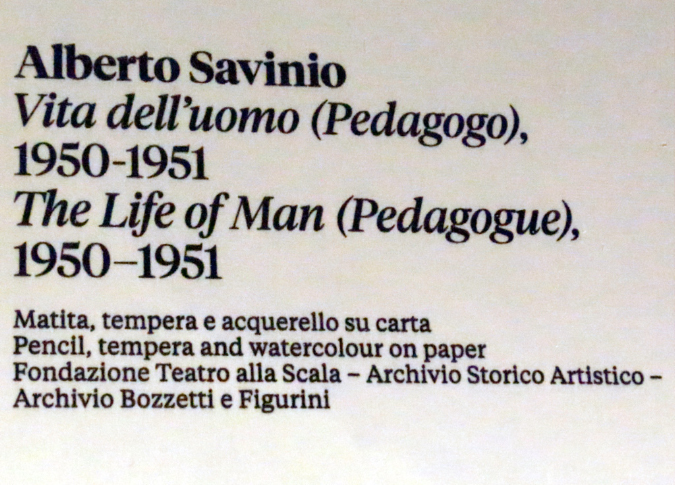 Alberto Savinio
Vita dell'uomo (Pedagogo),
1950-1951
The Life of Man (Pedagogue),
1950–1951
Matita, tempera e acquerello su carta
Pencil, tempera and watercolour on paper
Fondazione Teatro alla Scala – Archivio Storico Artistico –
Archivio Bozzetti e Figurini